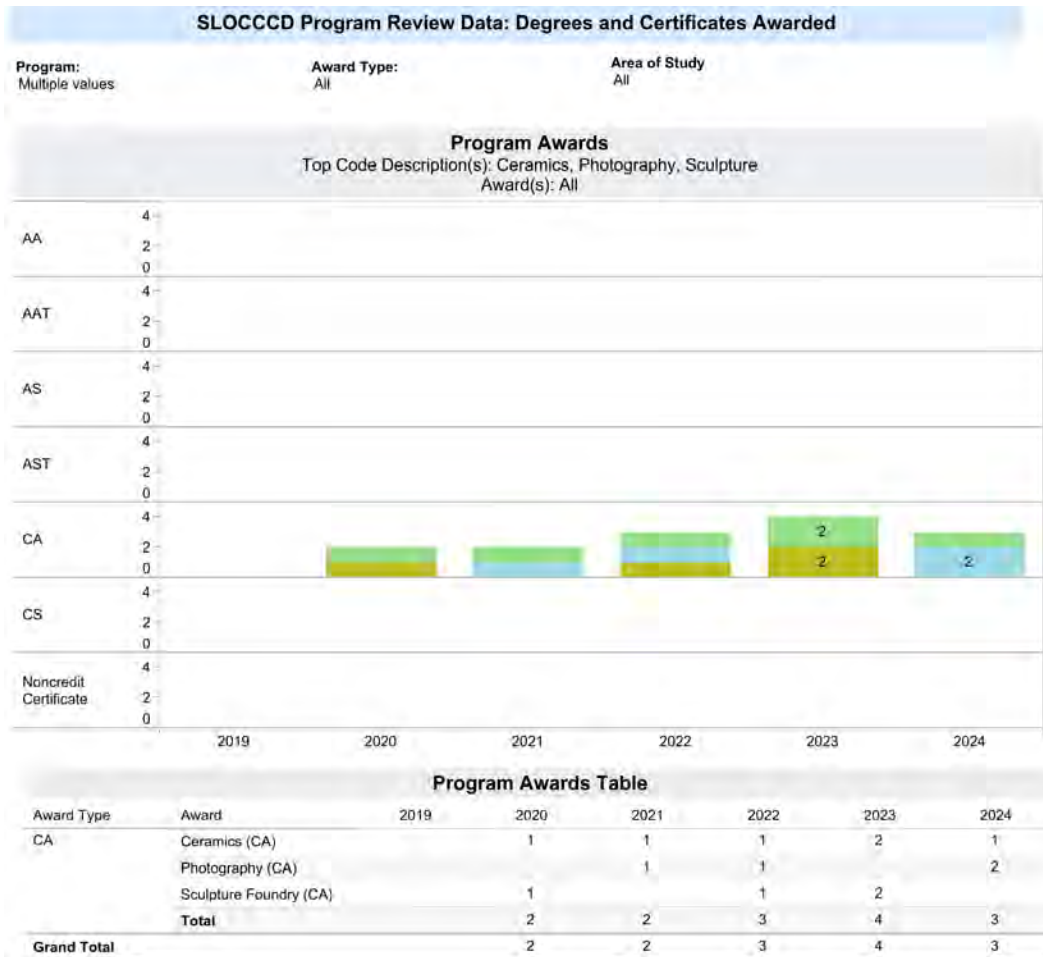 SLOCCCD Program Review Data: Degrees and Certificates Awarded
Program: Award Type: Area of Study
Multiple values All All
Program Awards
Top Code Description(s): Ceramics, Photography, Sculpture
Award(s): All
AA 4 2 0
AAT 4 2 0
AS 4 2 0
AST 4 2 0
CA 4 2 0 2 2 2
CS 4 2 0
Noncredit Certificate 4 2 0
2019 2020 2021 2022 2023 2024
Program Awards Table
Award Type Award 2019 2020 2021 2022 2023 2024
CA Ceramics (CA) 1 1 1 2 1
Photography (CA) 1 1 2
Sculpture Foundry (CA) 1 1 2
Total 2 2 3 4 3
Grand Total 2 2 3 4 3